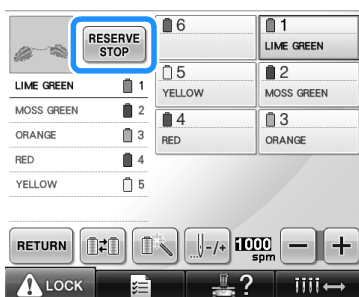 RESERVE
STOP
LIME GREEN 1
MOSS GREEN 2
ORANGE 3
RED 4
YELLOW 5
6
1
LIME GREEN
5
YELLOW
2
MOSS GREEN
4
RED
3
ORANGE
RETURN
-/+
1000
spm
− +
LOCK
?